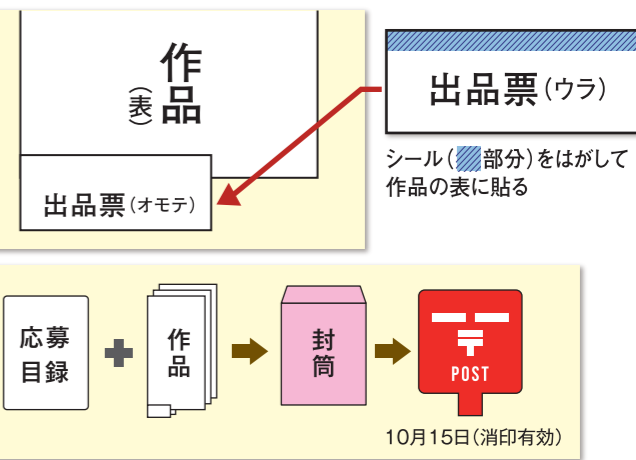 作品
（表）
出品票（オモテ）
出品票（ウラ）
シール（　部分）をはがして
作品の表に貼る
応募
目録
作品
封筒
〒
POST
10月15日（消印有効）